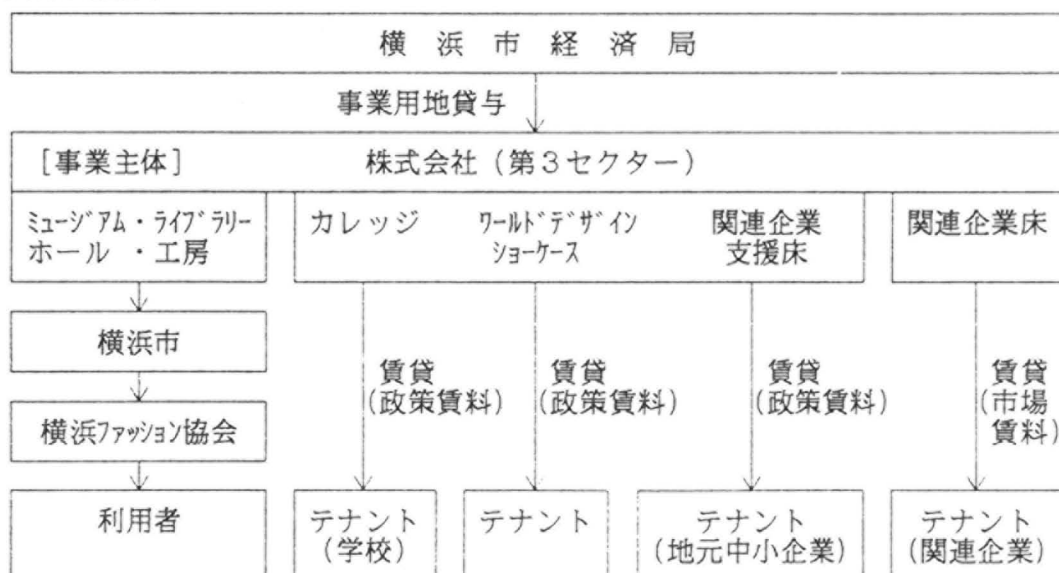 横浜市経済局
事業用地貸与
[事業主体] 株式会社(第3セクター)
ﾐｭｰｼﾞｱﾑ・ﾗｲﾌﾞﾗﾘｰ
ホール・工房
カレッジ
ﾜｰﾙﾄﾞﾃﾞｻﾞｲﾝ
ｼｮｰｹｰｽ
関連企業
支援床
関連企業床
横浜市
横浜ﾌｧｯｼｮﾝ協会
利用者
賃貸
(政策賃料)
賃貸
(政策賃料)
賃貸
(政策賃料)
賃貸
(市場
賃料)
テナント
(学校)
テナント
テナント
(地元中小企業)
テナント
(関連企業)